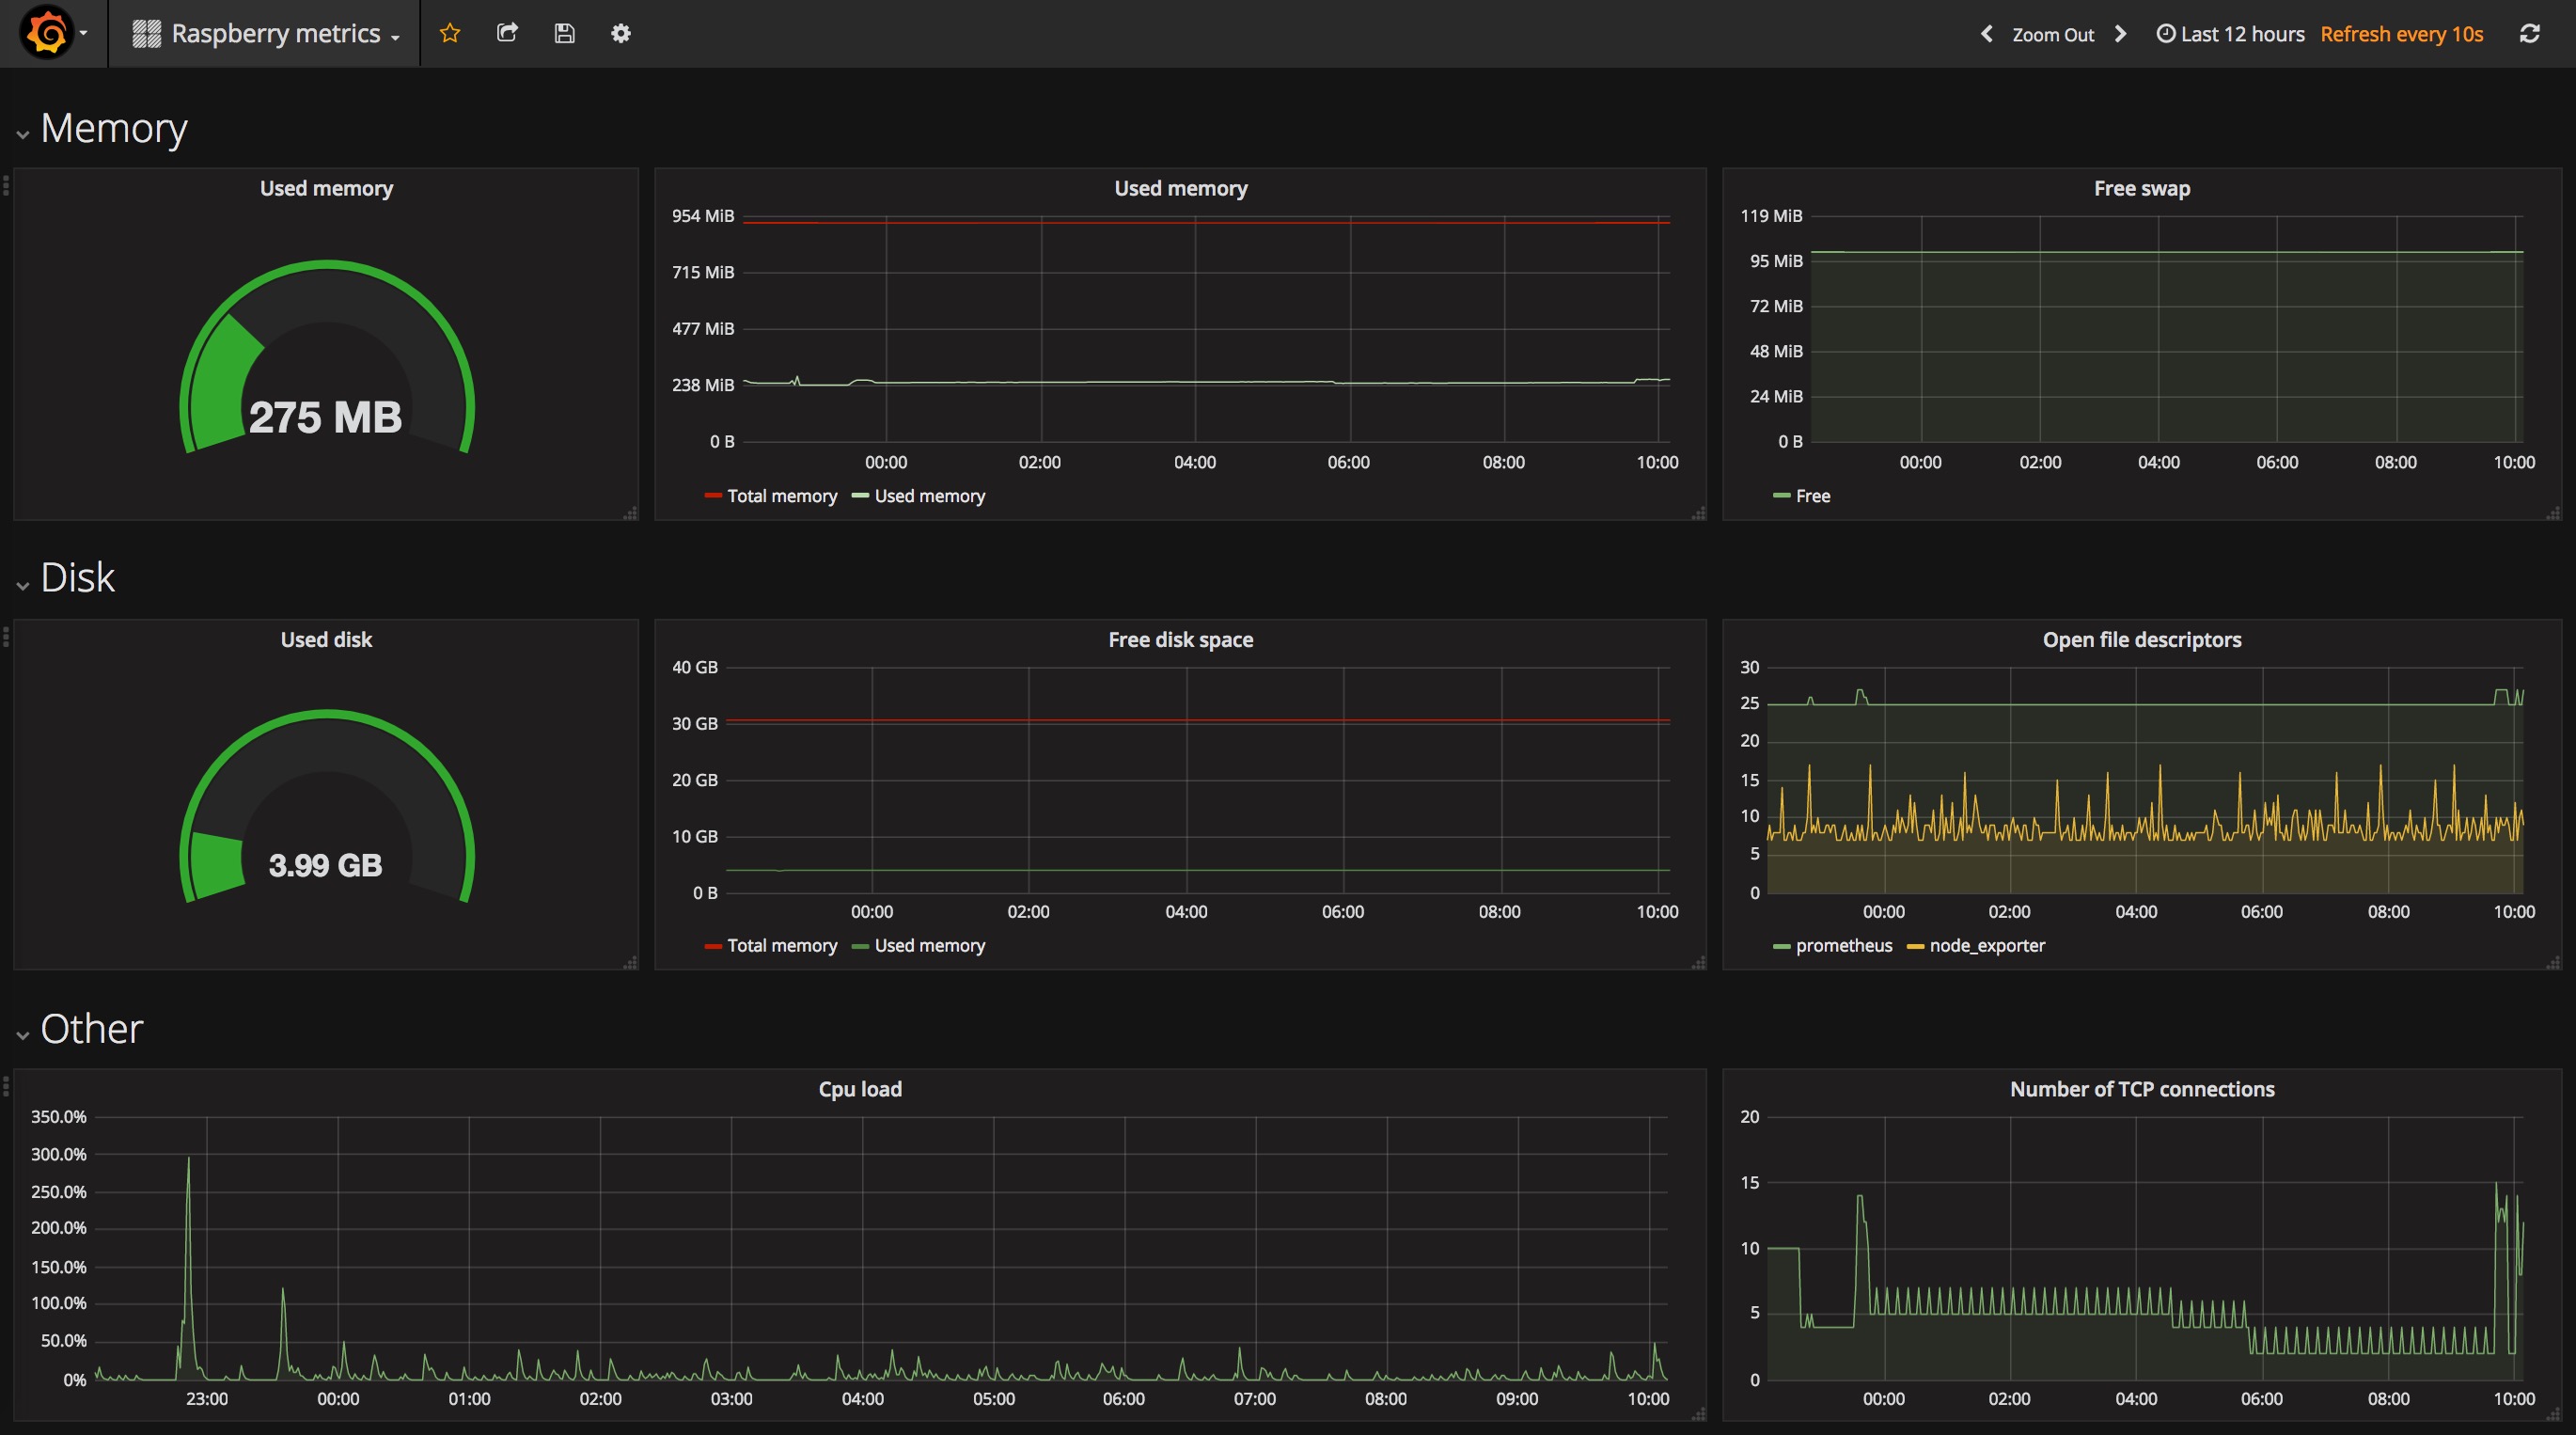 Raspberry metrics
Zoom Out
Last 12 hours
Refresh every 10s
Memory
Used memory
275 MB
Used memory
954 MiB
715 MiB
477 MiB
238 MiB
0 B
00:00 02:00 04:00 06:00 08:00 10:00
Total memory Used memory
Free swap
119 MiB
95 MiB
72 MiB
48 MiB
24 MiB
0 B
00:00 02:00 04:00 06:00 08:00 10:00
Free
Disk
Used disk
3.99 GB
Free disk space
40 GB
30 GB
20 GB
10 GB
0 B
00:00 02:00 04:00 06:00 08:00 10:00
Total memory Used memory
Open file descriptors
30
25
20
15
10
5
0
00:00 02:00 04:00 06:00 08:00 10:00
prometheus node_exporter
Other
Cpu load
350.0%
300.0%
250.0%
200.0%
150.0%
100.0%
50.0%
0%
23:00 00:00 01:00 02:00 03:00 04:00 05:00 06:00 07:00 08:00 09:00 10:00
Number of TCP connections
20
15
10
5
0
00:00 02:00 04:00 06:00 08:00 10:00